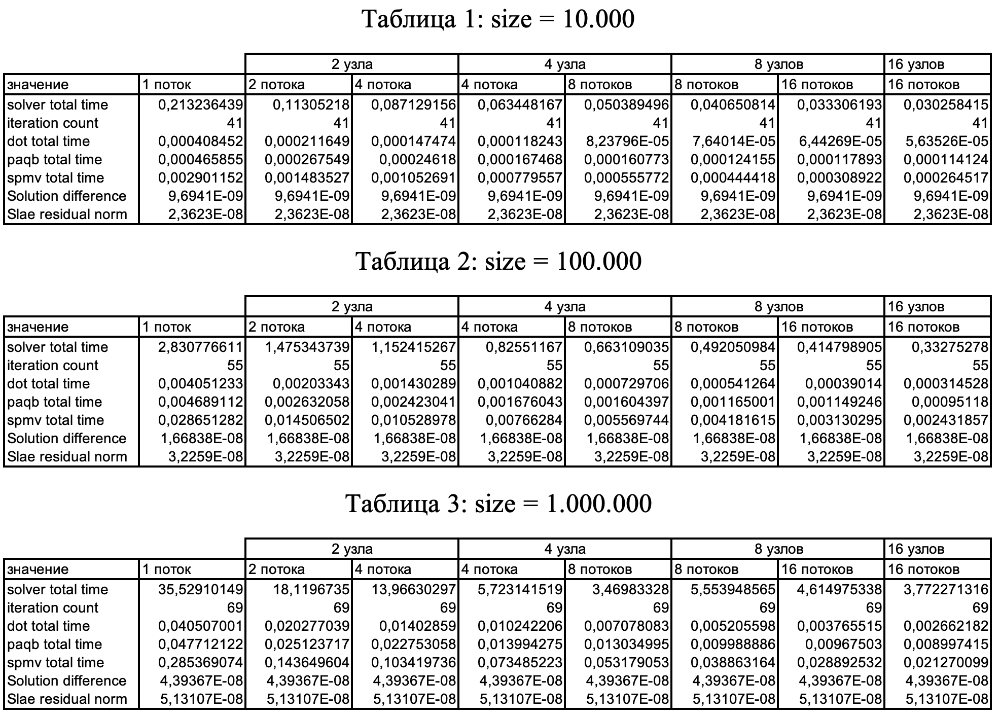 Таблица 1: size = 10.000
2 узла 4 узла 8 узлов 16 узлов
значение 1 поток 2 потока 4 потока 4 потока 8 потоков 8 потоков 16 потоков 16 потоков
solver total time 0,213236439 0,11305218 0,087129156 0,063448167 0,050389496 0,040650814 0,033306193 0,030258415
iteration count 41 41 41 41 41 41 41 41
dot total time 0,000408452 0,000211649 0,000147474 0,000118243 8,23796E-05 7,64014E-05 6,44269E-05 5,63526E-05
paqb total time 0,000465855 0,000267549 0,00024618 0,000167468 0,000160773 0,000124155 0,000117893 0,000114124
spmv total time 0,002901152 0,001483527 0,001052691 0,000779557 0,000555772 0,000444418 0,000308922 0,000264517
Solution difference 9,6941E-09 9,6941E-09 9,6941E-09 9,6941E-09 9,6941E-09 9,6941E-09 9,6941E-09 9,6941E-09
Slae residual norm 2,3623E-08 2,3623E-08 2,3623E-08 2,3623E-08 2,3623E-08 2,3623E-08 2,3623E-08 2,3623E-08
Таблица 2: size = 100.000
2 узла 4 узла 8 узлов 16 узлов
значение 1 поток 2 потока 4 потока 4 потока 8 потоков 8 потоков 16 потоков 16 потоков
solver total time 2,830776611 1,475343739 1,152415267 0,82551167 0,663109035 0,492050984 0,414798905 0,33275278
iteration count 55 55 55 55 55 55 55 55
dot total time 0,004051233 0,00203343 0,001430289 0,001040882 0,000729706 0,000541264 0,00039014 0,000314528
paqb total time 0,004689112 0,002632058 0,002423041 0,001676043 0,001604397 0,001165001 0,001149246 0,00095118
spmv total time 0,028651282 0,014506502 0,010528978 0,00766284 0,005569744 0,004181615 0,003130295 0,002431857
Solution difference 1,66838E-08 1,66838E-08 1,66838E-08 1,66838E-08 1,66838E-08 1,66838E-08 1,66838E-08 1,66838E-08
Slae residual norm 3,2259E-08 3,2259E-08 3,2259E-08 3,2259E-08 3,2259E-08 3,2259E-08 3,2259E-08 3,2259E-08
Таблица 3: size = 1.000.000
2 узла 4 узла 8 узлов 16 узлов
значение 1 поток 2 потока 4 потока 4 потока 8 потоков 8 потоков 16 потоков 16 потоков
solver total time 35,52910149 18,1196735 13,96630297 5,723141519 3,46983328 5,553948565 4,614975338 3,772271316
iteration count 69 69 69 69 69 69 69 69
dot total time 0,040507001 0,020277039 0,01402859 0,010242206 0,007078083 0,005205598 0,003765515 0,002662182
paqb total time 0,047712122 0,025123717 0,022753058 0,013994275 0,013034995 0,009988886 0,00967503 0,008997415
spmv total time 0,285369074 0,143649604 0,103419736 0,073485223 0,053179053 0,038863164 0,028892532 0,021270099
Solution difference 4,39367E-08 4,39367E-08 4,39367E-08 4,39367E-08 4,39367E-08 4,39367E-08 4,39367E-08 4,39367E-08
Slae residual norm 5,13107E-08 5,13107E-08 5,13107E-08 5,13107E-08 5,13107E-08 5,13107E-08 5,13107E-08 5,13107E-08